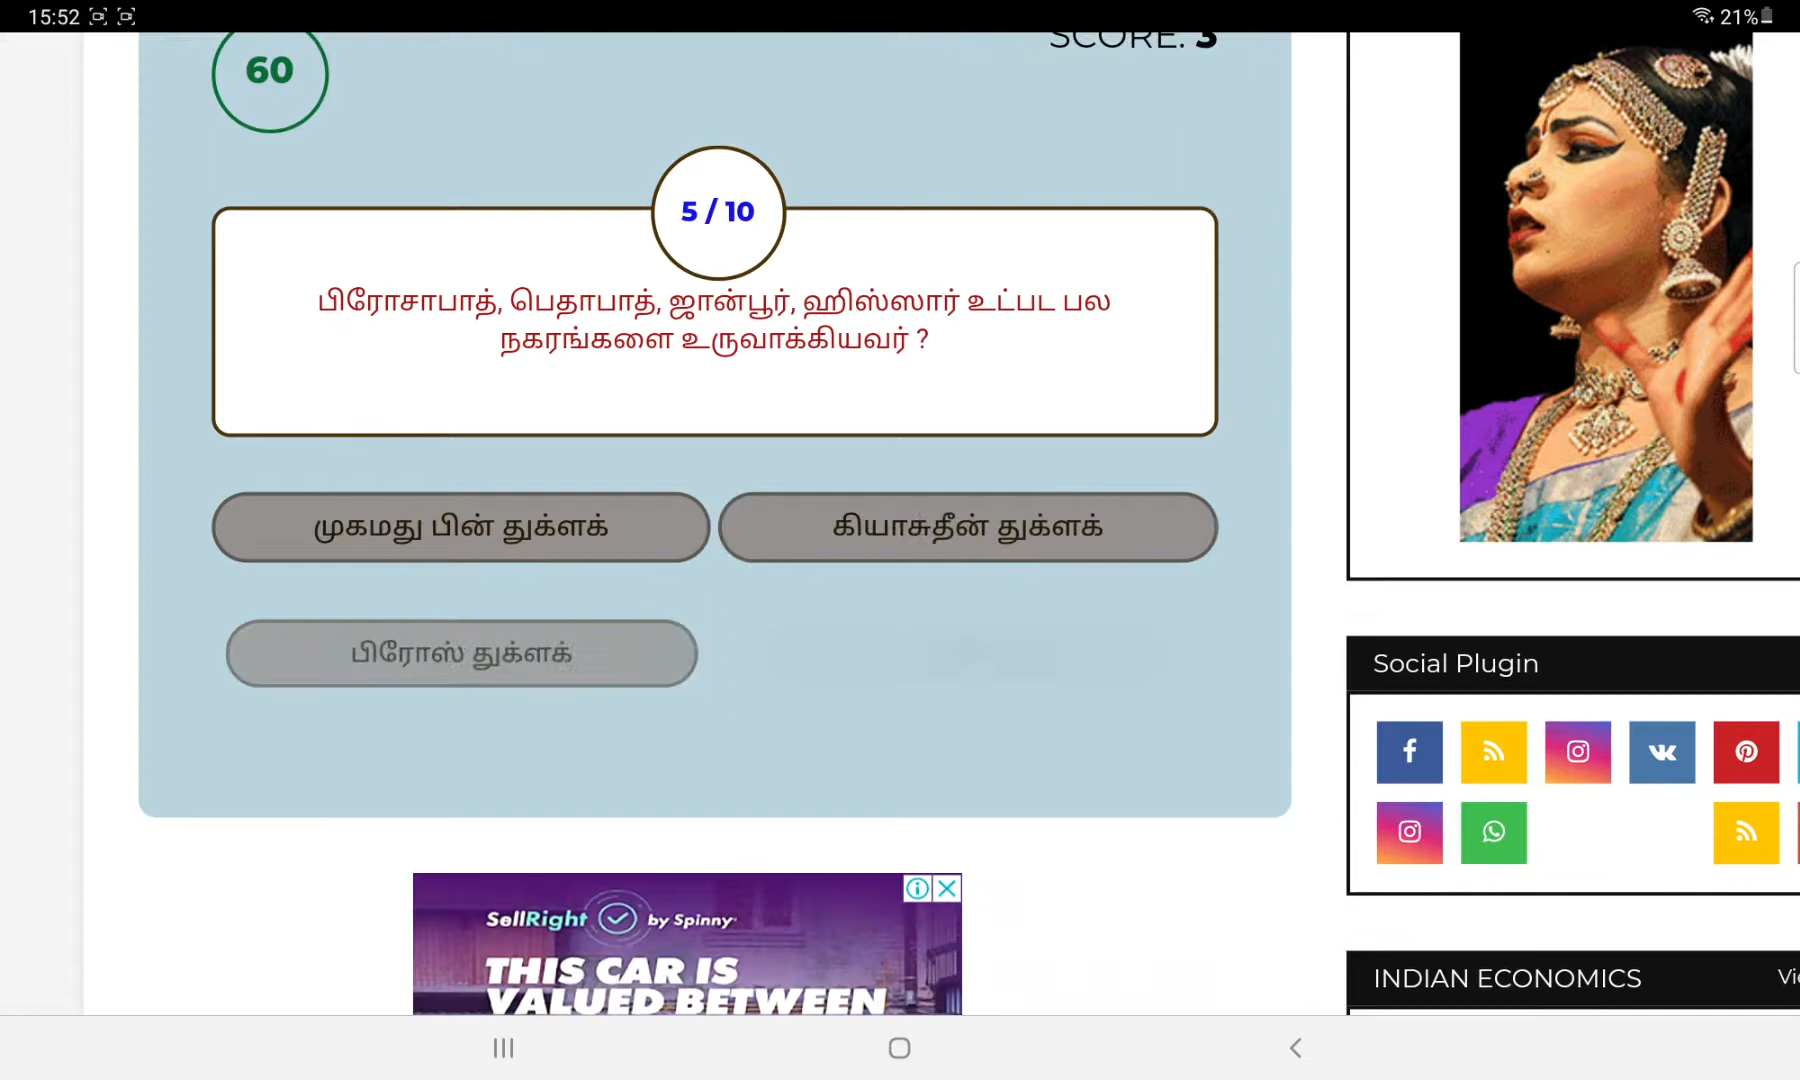 15:52
21%
SCORE: 3
60
5 / 10
பிரோசாபாத், பெதாபாத், ஜான்பூர், ஹிஸ்ஸார் உட்பட பல
நகரங்களை உருவாக்கியவர் ?
முகமது பின் துக்ளக்
கியாசுதீன் துக்ளக்
பிரோஸ் துக்ளக்
Social Plugin
SellRight by Spinny
THIS CAR IS
VALUED BETWEEN
INDIAN ECONOMICS